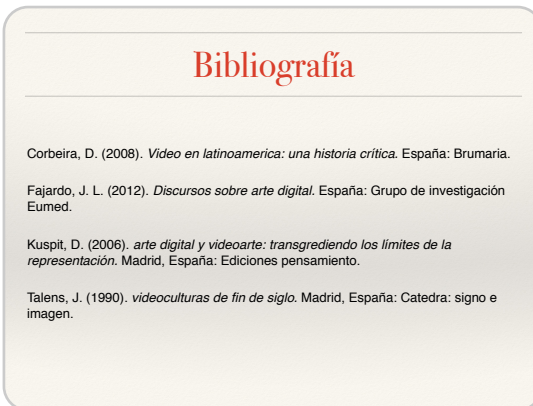 Bibliografía
Corbeira, D. (2008). Video en latinoamerica: una historia crítica. España: Brumaria.
Fajardo, J. L. (2012). Discursos sobre arte digital. España: Grupo de investigación
Eumed.
Kuspit, D. (2006). arte digital y videoarte: transgrediendo los límites de la
representación. Madrid, España: Ediciones pensamiento.
Talens, J. (1990). videoculturas de fin de siglo. Madrid, España: Catedra: signo e
imagen.